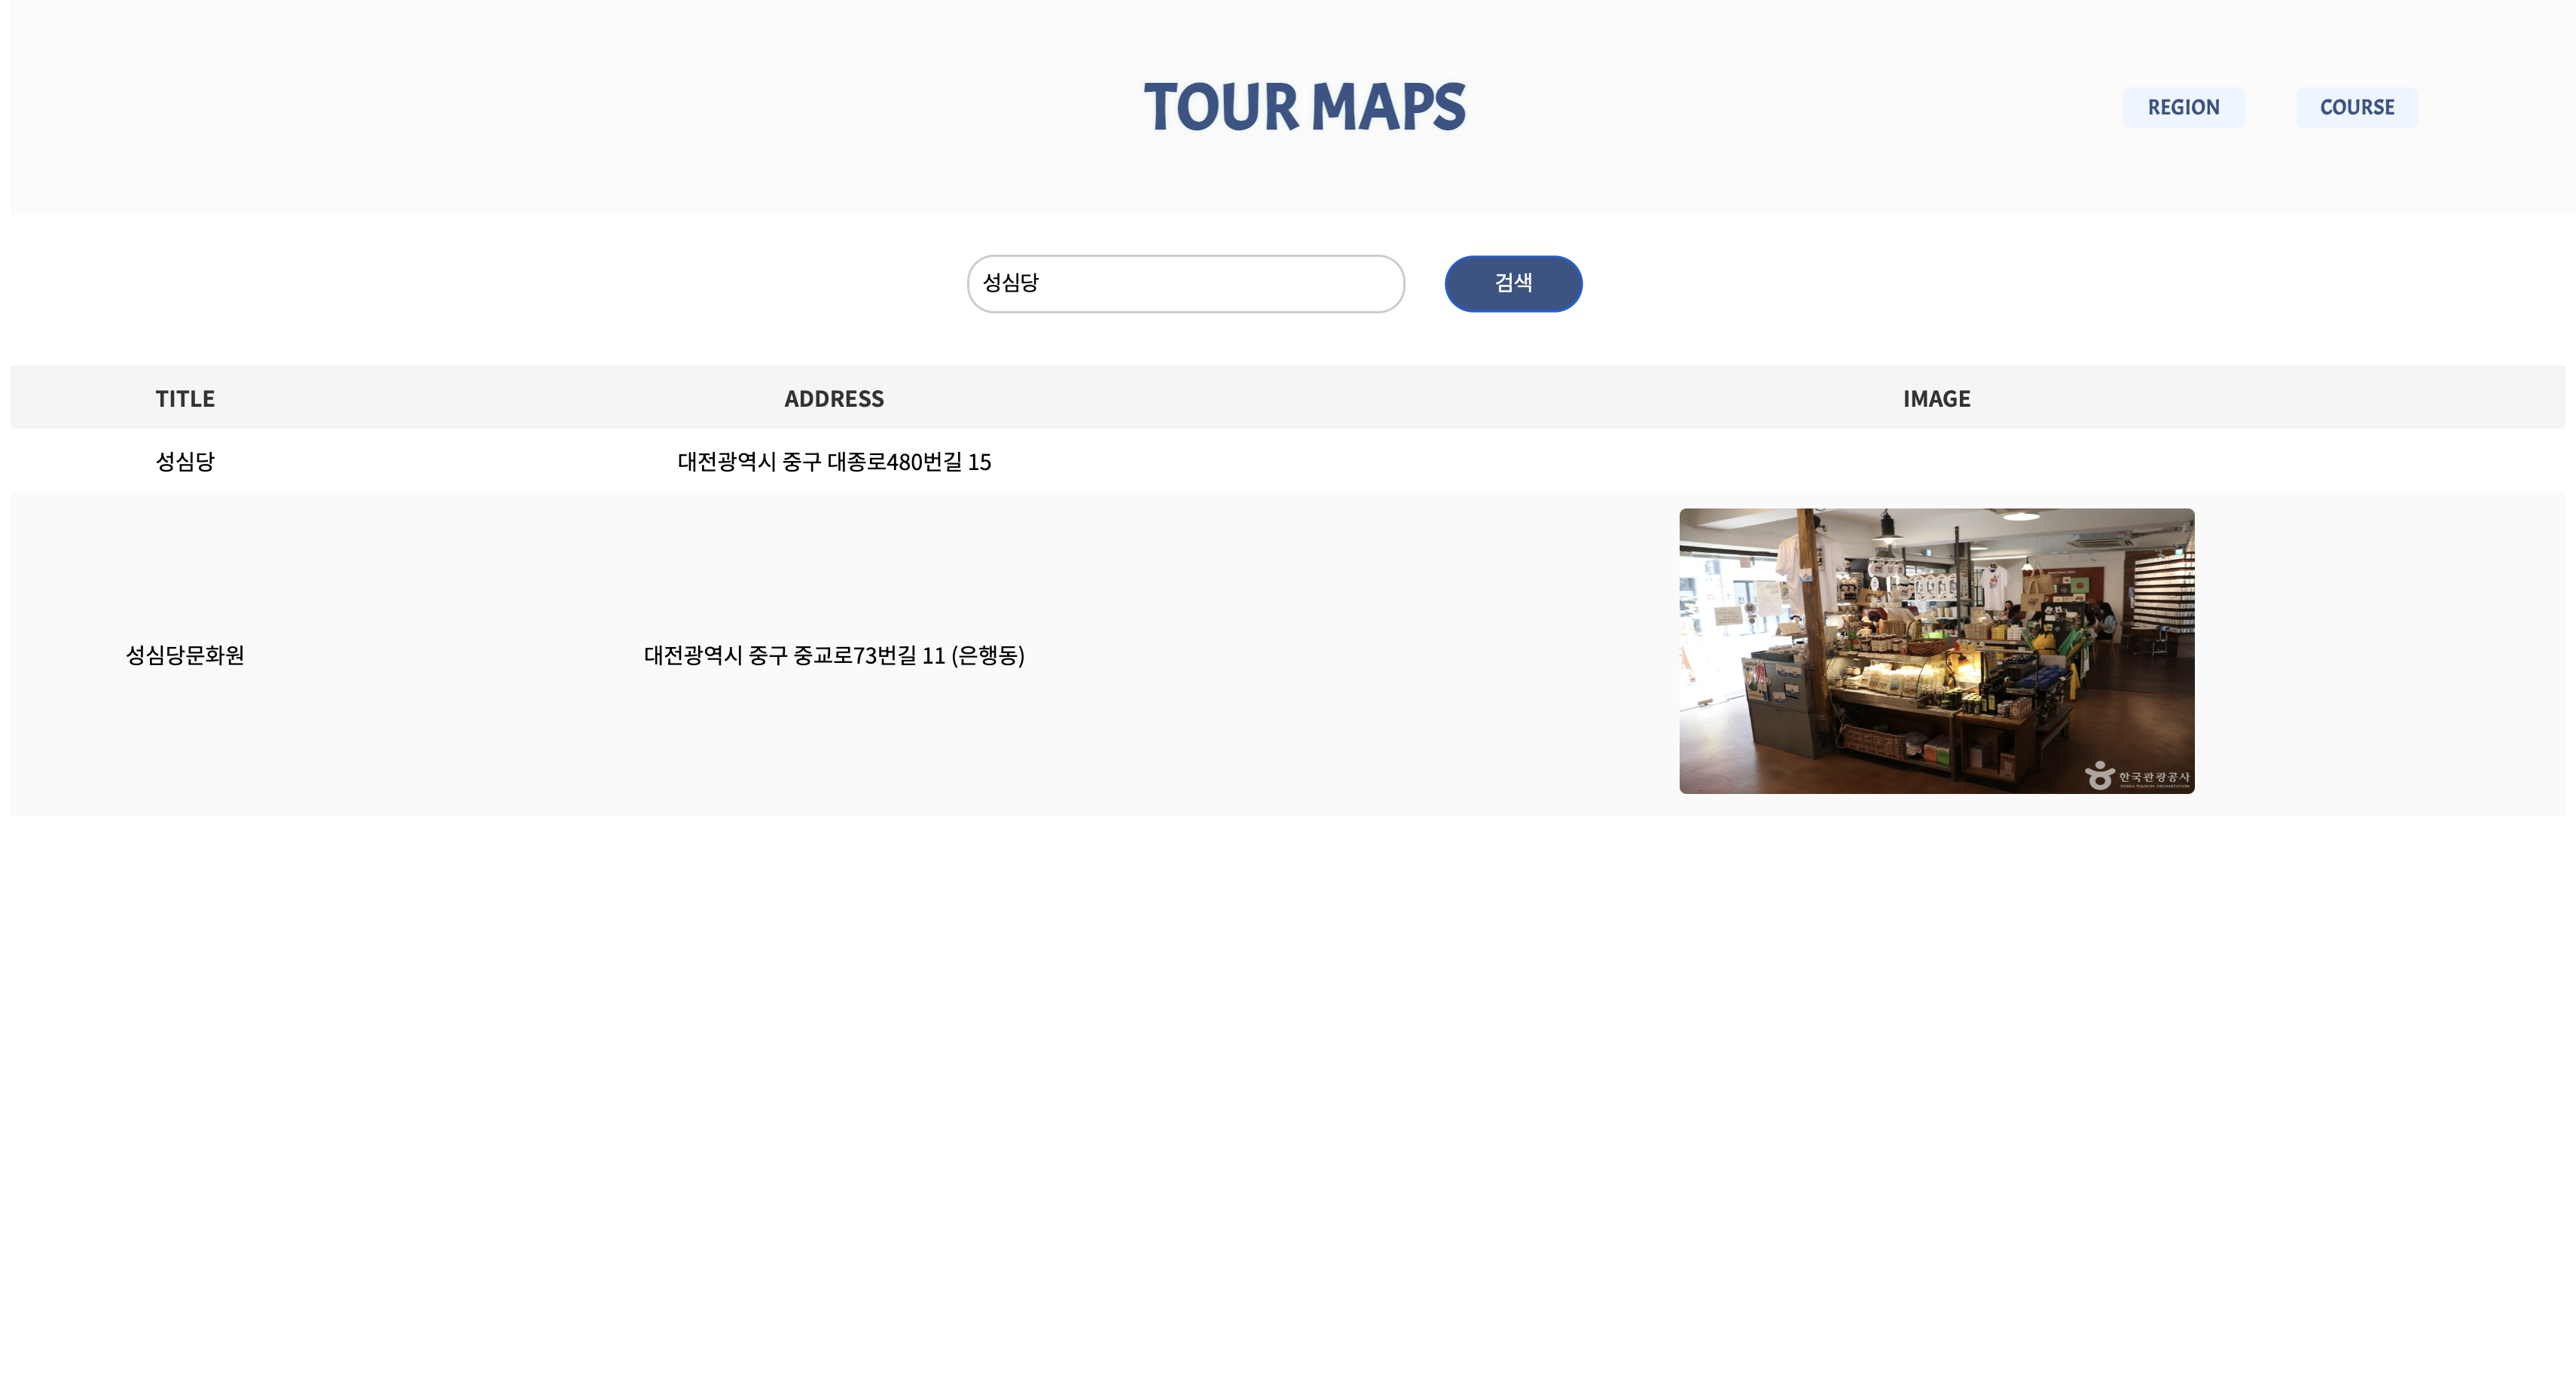 TOUR MAPS
REGION
COURSE
성심당
검색
TITLE ADDRESS IMAGE
성심당 대전광역시 중구 대종로480번길 15
성심당문화원 대전광역시 중구 중교로73번길 11 (은행동)
한국관광공사
KOREA TOURISM ORGANIZATION